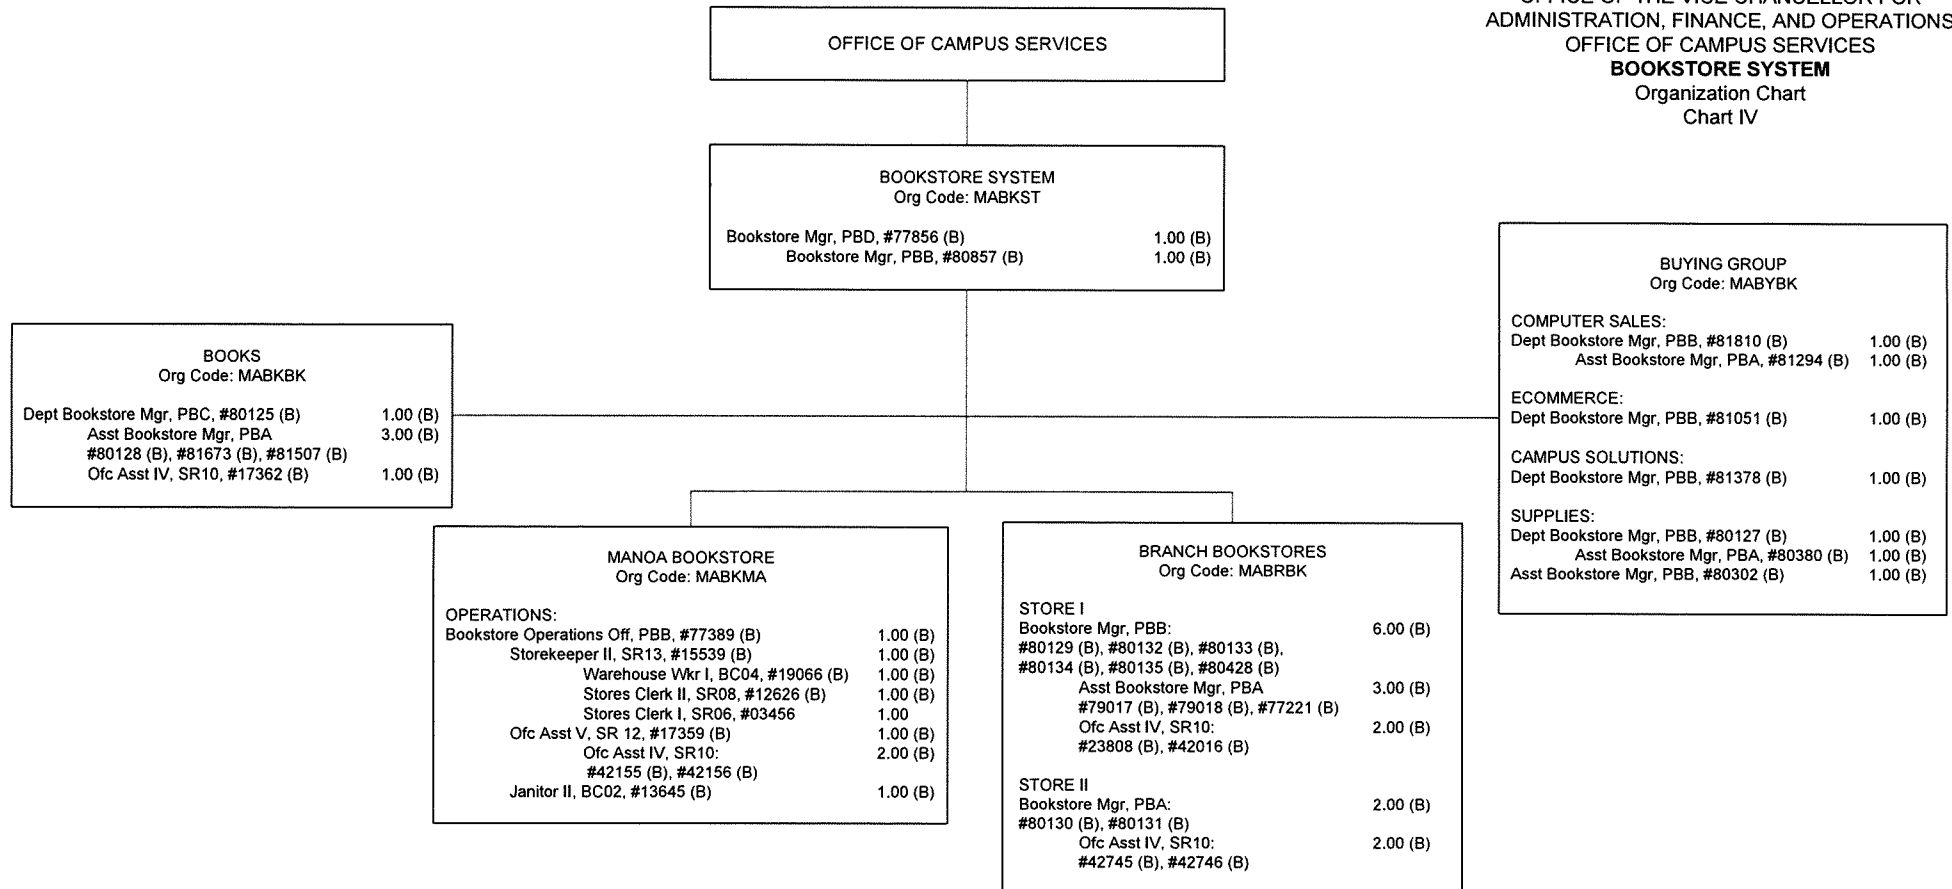 OFFICE OF THE VICE CHANCELLOR FOR
ADMINISTRATION, FINANCE, AND OPERATIONS
OFFICE OF CAMPUS SERVICES
BOOKSTORE SYSTEM
Organization Chart
Chart IV
OFFICE OF CAMPUS SERVICES
BOOKSTORE SYSTEM
Org Code: MABKST
Bookstore Mgr, PBD, #77856 (B) 1.00 (B)
Bookstore Mgr, PBB, #80857 (B) 1.00 (B)
BOOKS
Org Code: MABKBK
Dept Bookstore Mgr, PBC, #80125 (B) 1.00 (B)
Asst Bookstore Mgr, PBA 3.00 (B)
#80128 (B), #81673 (B), #81507 (B)
Ofc Asst IV, SR10, #17362 (B) 1.00 (B)
BUYING GROUP
Org Code: MABYBK
COMPUTER SALES:
Dept Bookstore Mgr, PBB, #81810 (B) 1.00 (B)
Asst Bookstore Mgr, PBA, #81294 (B) 1.00 (B)
ECOMMERCE:
Dept Bookstore Mgr, PBB, #81051 (B) 1.00 (B)
CAMPUS SOLUTIONS:
Dept Bookstore Mgr, PBB, #81378 (B) 1.00 (B)
SUPPLIES:
Dept Bookstore Mgr, PBB, #80127 (B) 1.00 (B)
Asst Bookstore Mgr, PBA, #80380 (B) 1.00 (B)
Asst Bookstore Mgr, PBB, #80302 (B) 1.00 (B)
MANOA BOOKSTORE
Org Code: MABKMA
OPERATIONS:
Bookstore Operations Off, PBB, #77389 (B) 1.00 (B)
Storekeeper II, SR13, #15539 (B) 1.00 (B)
Warehouse Wkr I, BC04, #19066 (B) 1.00 (B)
Stores Clerk II, SR08, #12626 (B) 1.00 (B)
Stores Clerk I, SR06, #03456 1.00
Ofc Asst V, SR 12, #17359 (B) 1.00 (B)
Ofc Asst IV, SR10: 2.00 (B)
#42155 (B), #42156 (B)
Janitor II, BC02, #13645 (B) 1.00 (B)
BRANCH BOOKSTORES
Org Code: MABRBK
STORE I
Bookstore Mgr, PBB: 6.00 (B)
#80129 (B), #80132 (B), #80133 (B),
#80134 (B), #80135 (B), #80428 (B)
Asst Bookstore Mgr, PBA 3.00 (B)
#79017 (B), #79018 (B), #77221 (B)
Ofc Asst IV, SR10: 2.00 (B)
#23808 (B), #42016 (B)
STORE II
Bookstore Mgr, PBA: 2.00 (B)
#80130 (B), #80131 (B)
Ofc Asst IV, SR10: 2.00 (B)
#42745 (B), #42746 (B)